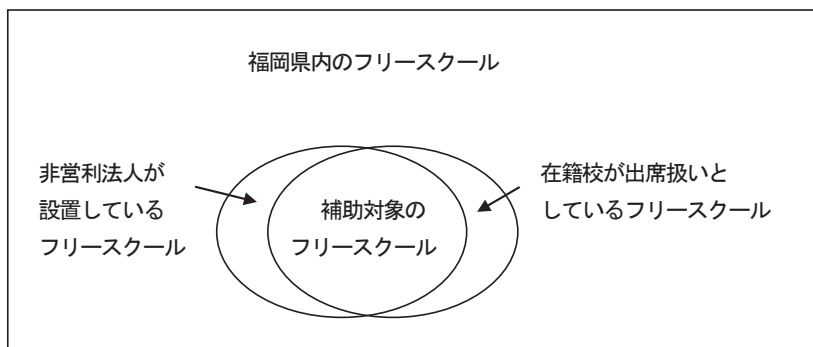 福岡県内のフリースクール
非営利法人が
設置している
フリースクール
補助対象の
フリースクール
在籍校が出席扱いと
しているフリースクール